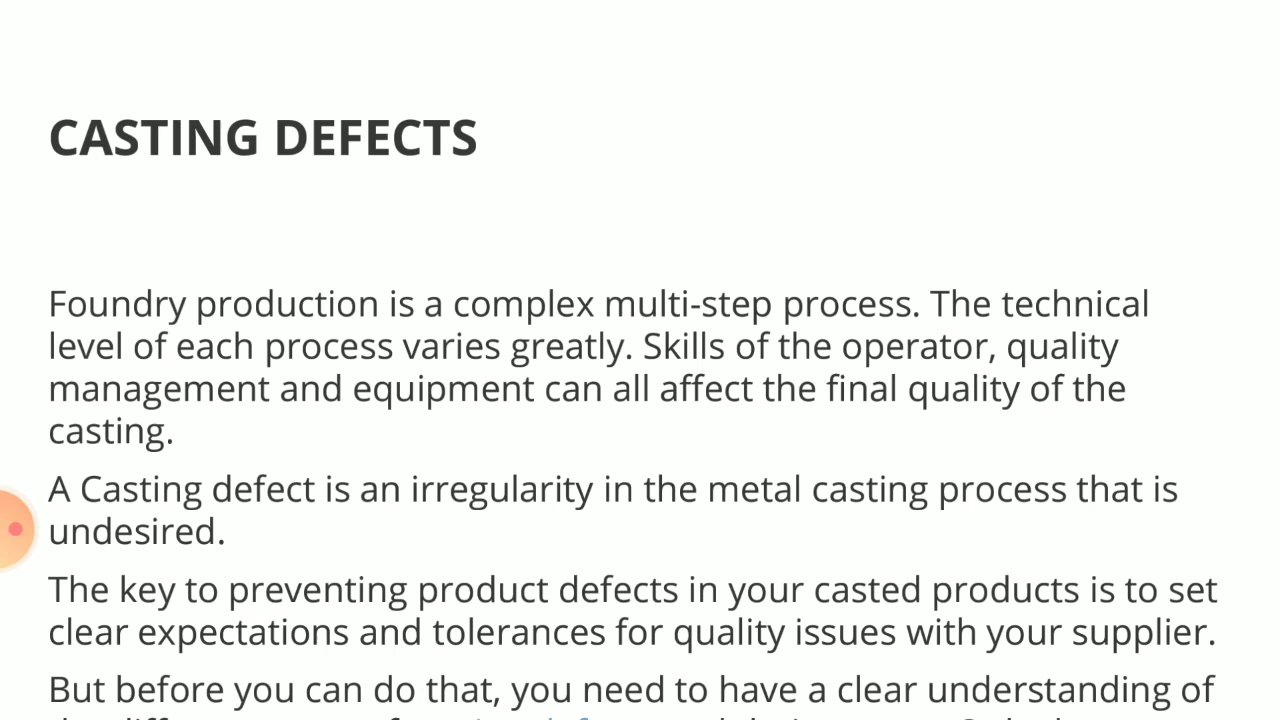 CASTING DEFECTS
Foundry production is a complex multi-step process. The technical
level of each process varies greatly. Skills of the operator, quality
management and equipment can all affect the final quality of the
casting.
A Casting defect is an irregularity in the metal casting process that is
undesired.
The key to preventing product defects in your casted products is to set
clear expectations and tolerances for quality issues with your supplier.
But before you can do that, you need to have a clear understanding of